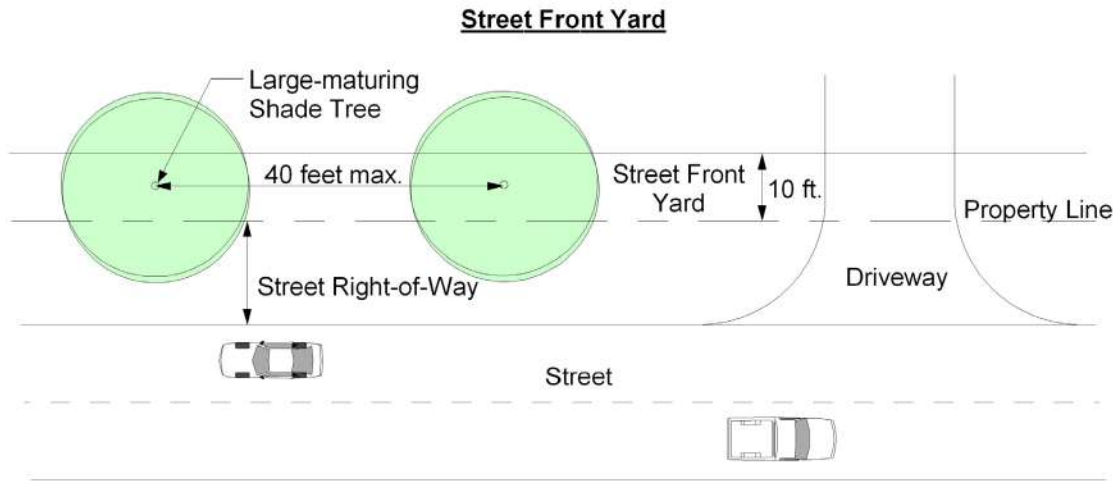 Street Front Yard
Large-maturing
Shade Tree
40 feet max.
Street Front
Yard
10 ft.
Property Line
Street Right-of-Way
Driveway
Street